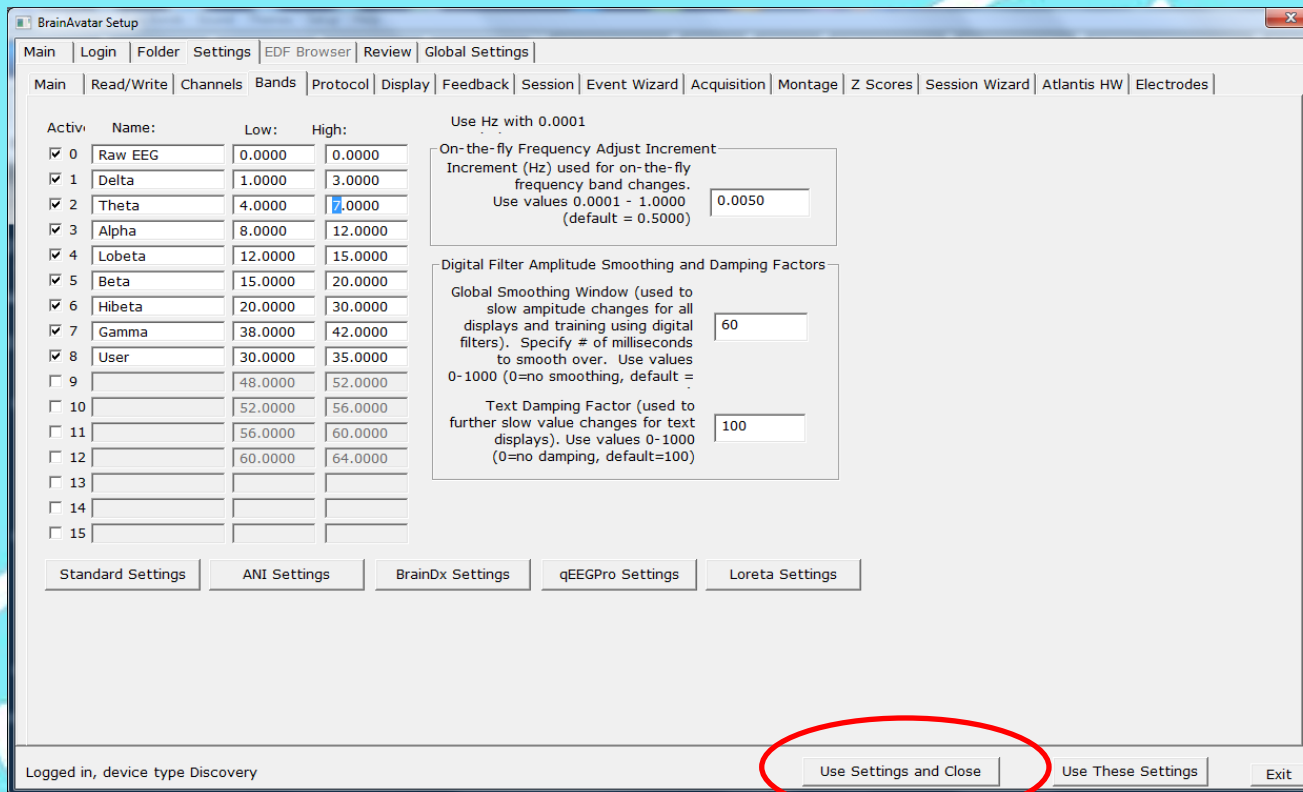 BrainAvatar Setup
Main Login Folder Settings EDF Browser Review Global Settings
Main Read/Write Channels Bands Protocol Display Feedback Session Event Wizard Acquisition Montage Z Scores Session Wizard Atlantis HW Electrodes
Activ Name: Low: High:
0 Raw EEG 0.0000 0.0000
1 Delta 1.0000 3.0000
2 Theta 4.0000 7.0000
3 Alpha 8.0000 12.0000
4 Lobeta 12.0000 15.0000
5 Beta 15.0000 20.0000
6 Hibeta 20.0000 30.0000
7 Gamma 38.0000 42.0000
8 User 30.0000 35.0000
9 48.0000 52.0000
10 52.0000 56.0000
11 56.0000 60.0000
12 60.0000 64.0000
13
14
15
Use Hz with 0.0001
On-the-fly Frequency Adjust Increment
Increment (Hz) used for on-the-fly
frequency band changes.
Use values 0.0001 - 1.0000
(default = 0.5000)
0.0050
Digital Filter Amplitude Smoothing and Damping Factors
Global Smoothing Window (used to
slow ampitude changes for all
displays and training using digital
filters). Specify # of milliseconds
to smooth over. Use values
0-1000 (0=no smoothing, default =
60
Text Damping Factor (used to
further slow value changes for text
displays). Use values 0-1000
(0=no damping, default=100)
100
Standard Settings ANI Settings BrainDx Settings qEEGPro Settings Loreta Settings
Logged in, device type Discovery
Use Settings and Close Use These Settings Exit